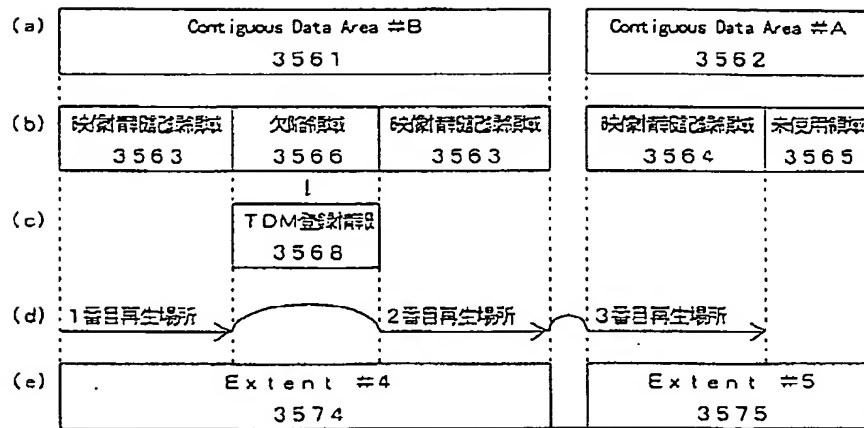 (a) Contiguous Data Area #B Contiguous Data Area #A
3561 3562
(b) 映像情報記録領域 欠陥領域 映像情報記録領域 映像情報記録領域 未使用領域
3563 3566 3563 3564 3565
(c) TDM登録情報
3568
(d) 1番目再生場所 2番目再生場所 3番目再生場所
(e) Extent #4 Extent #5
3574 3575